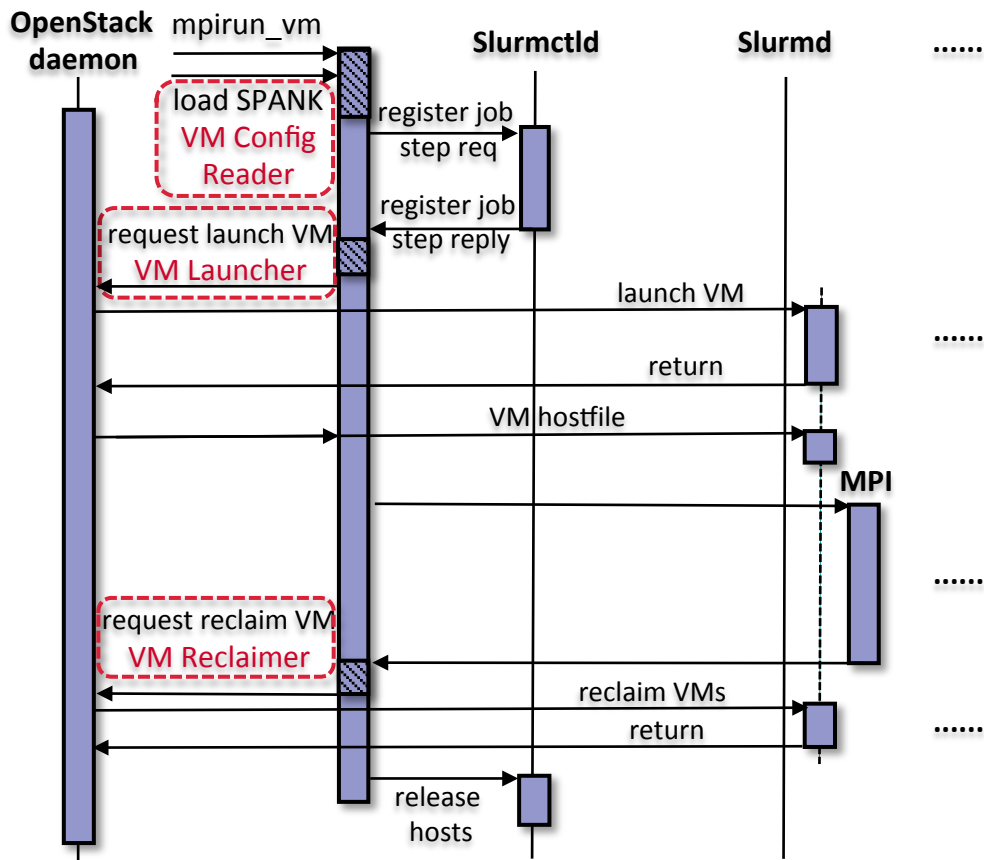 OpenStack
daemon
mpirun_vm
Slurmctld
Slurmd
......
load SPANK
VM Config
Reader
register job
step req
register job
step reply
request launch VM
VM Launcher
launch VM
......
return
VM hostfile
MPI
......
request reclaim VM
VM Reclaimer
reclaim VMs
return
......
release
hosts